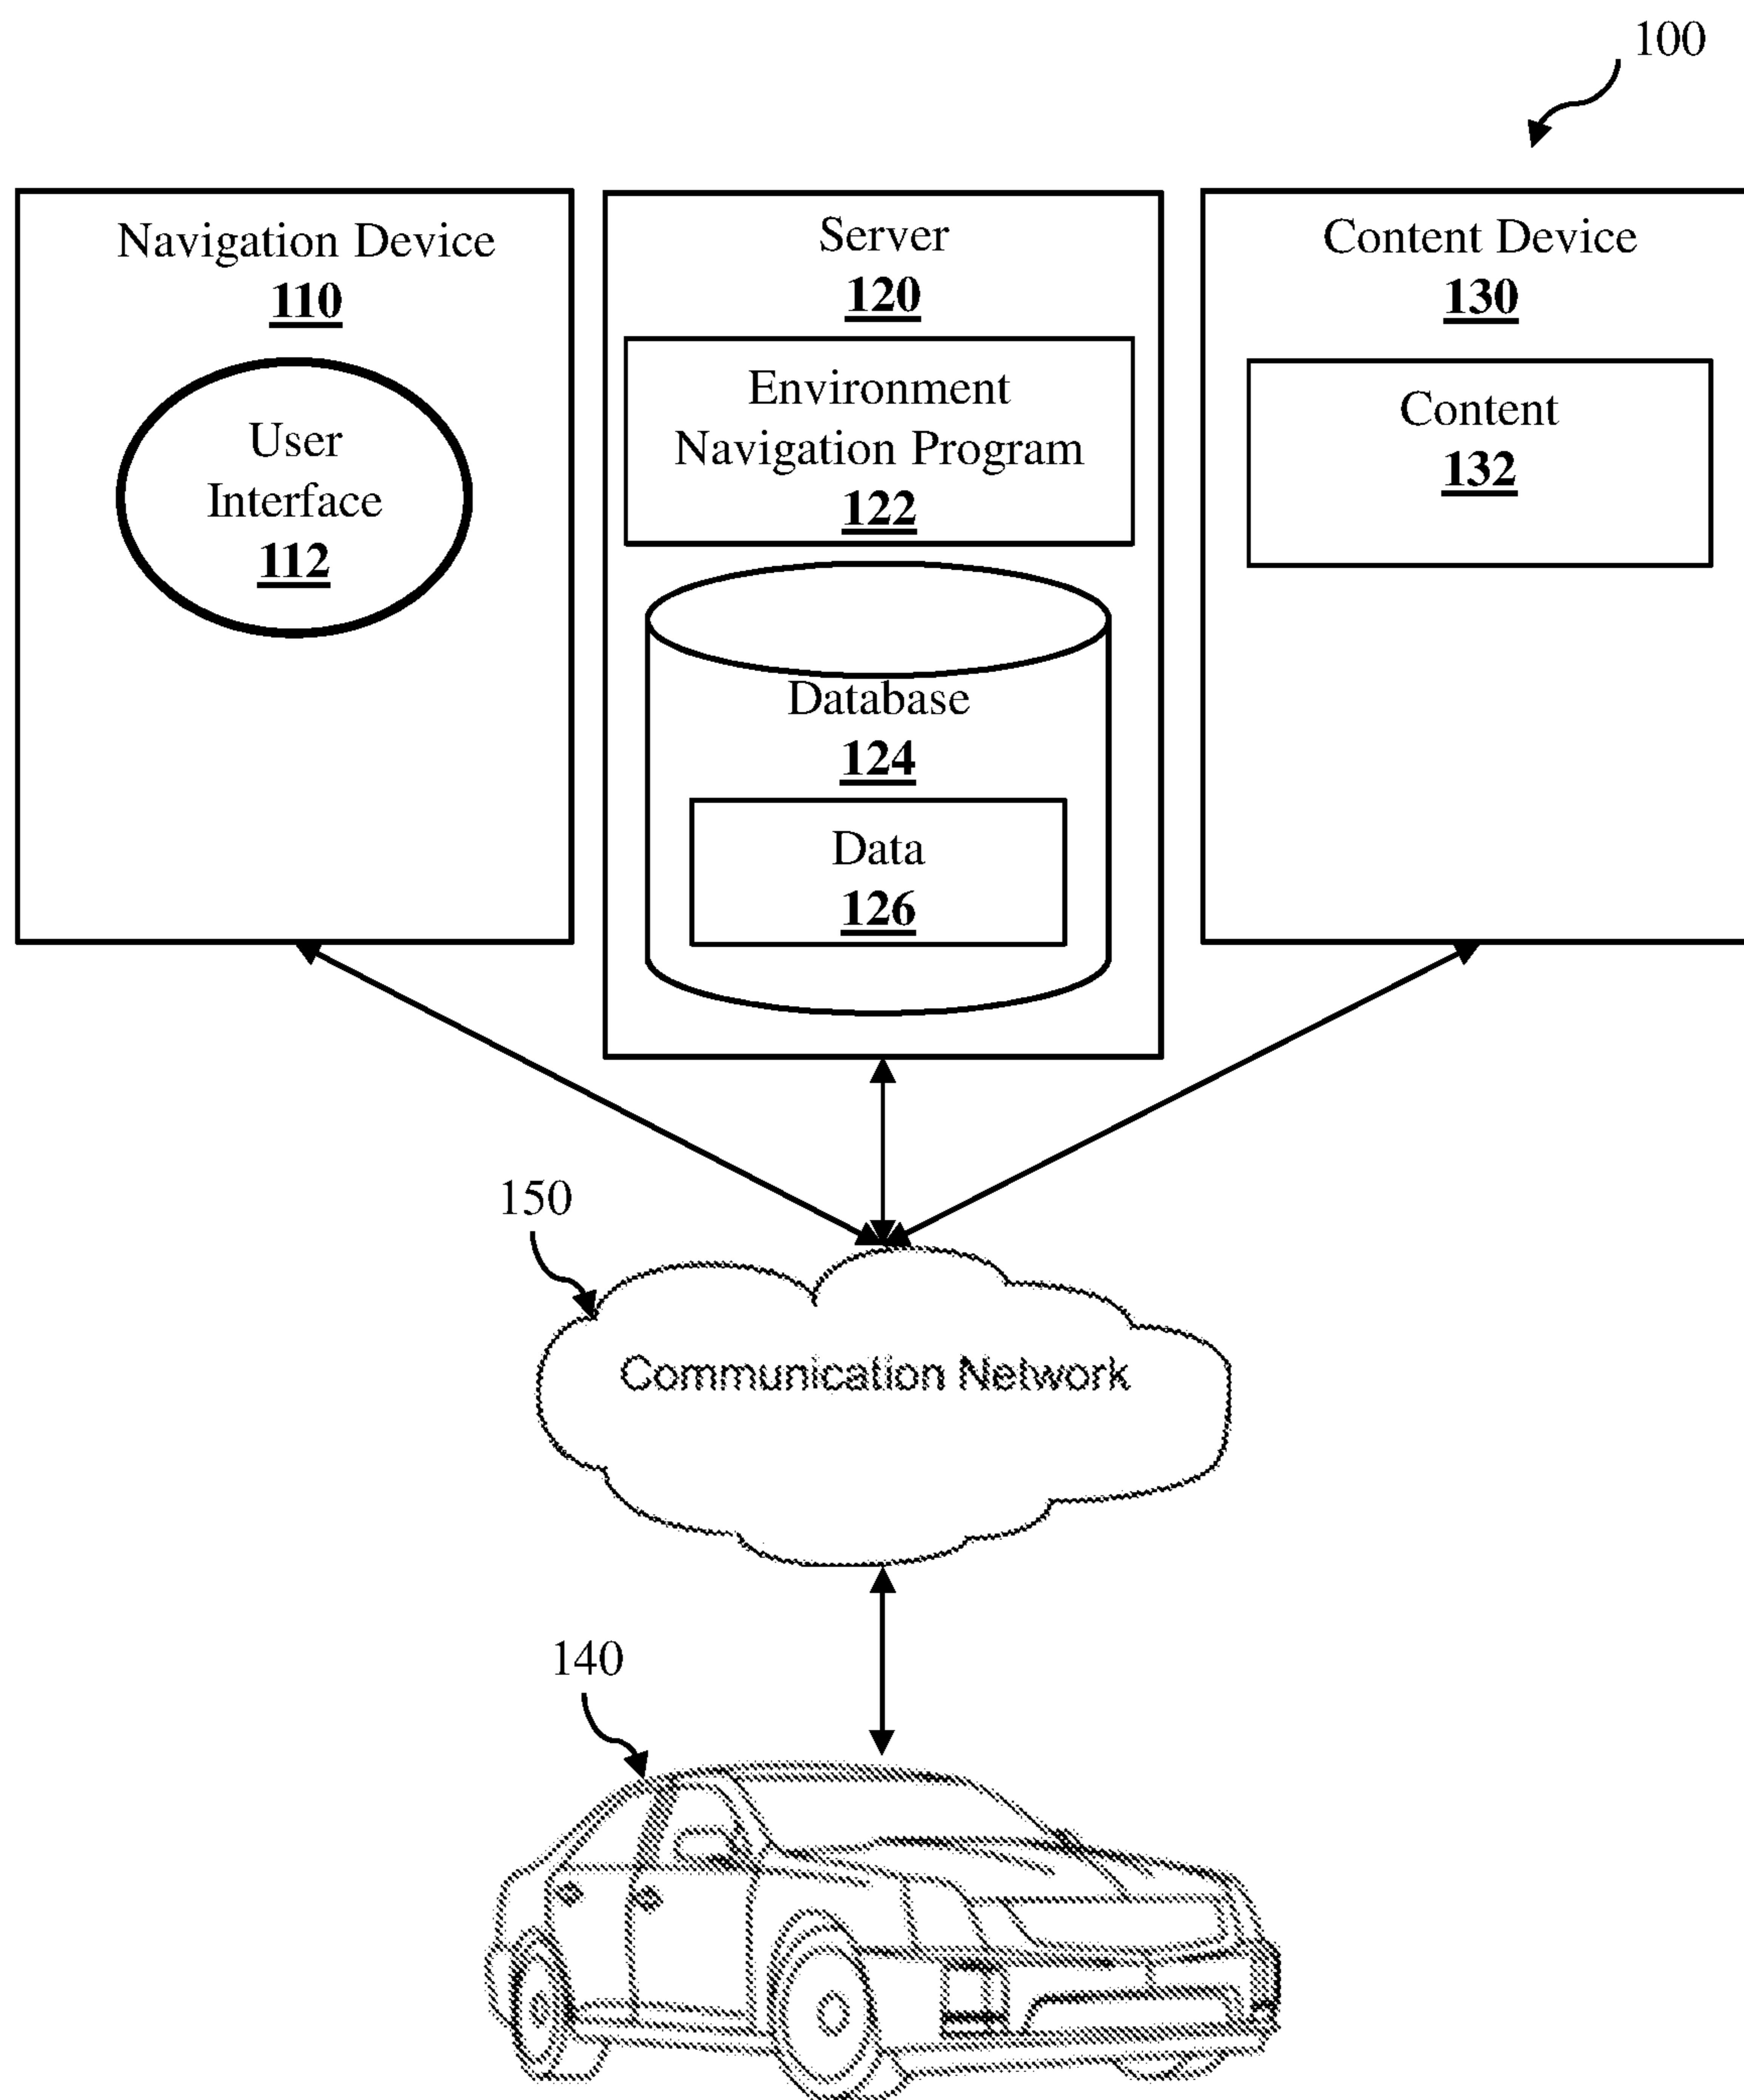 100
Navigation Device
110
User
Interface
112
Server
120
Environment
Navigation Program
122
Database
124
Data
126
Content Device
130
Content
132
150
Communication Network
140